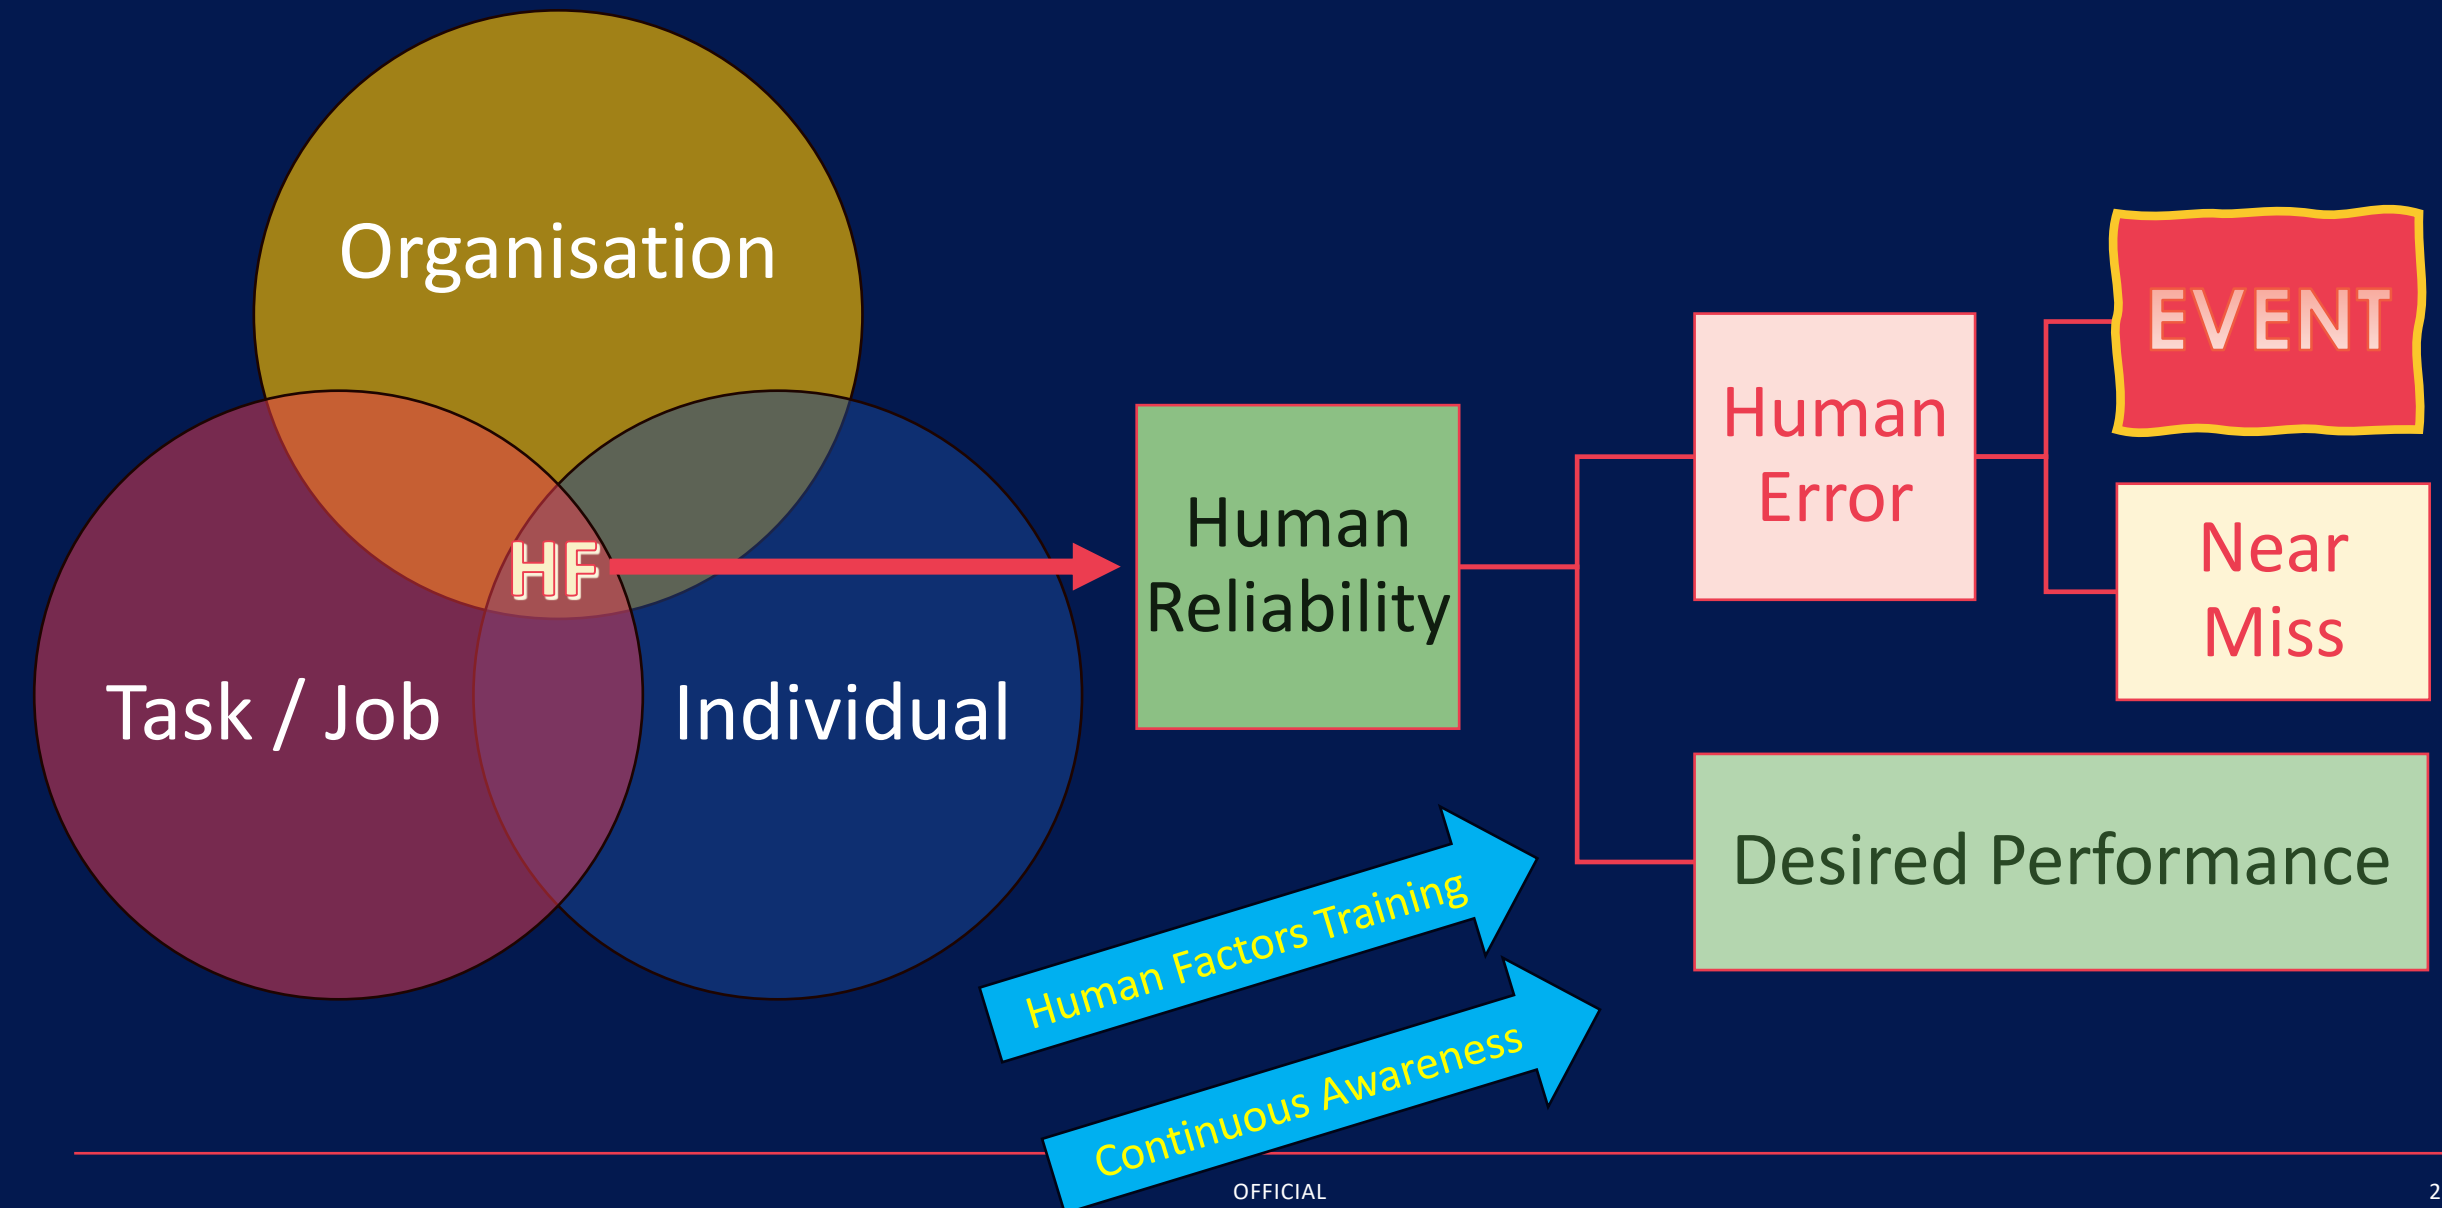 Organisation
Task / Job
Individual
HF
Human
Reliability
Human
Error
EVENT
Near
Miss
Desired Performance
Human Factors Training
Continuous Awareness
OFFICIAL
2